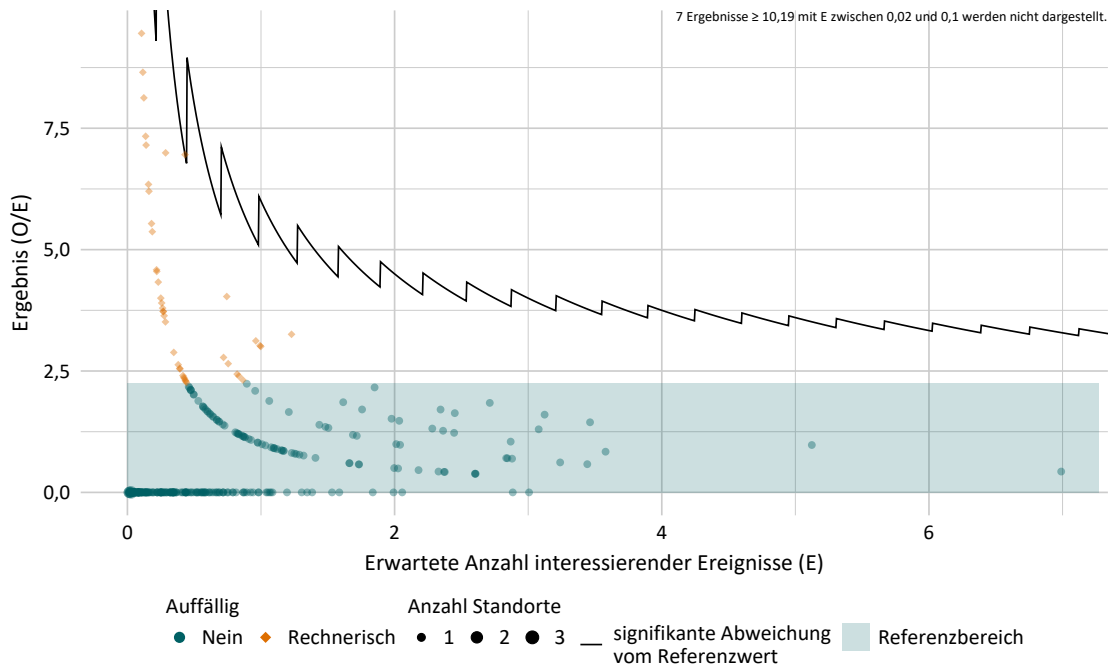 7 Ergebnisse ≥ 10,19 mit E zwischen 0,02 und 0,1 werden nicht dargestellt.
7,5
5,0
2,5
0,0
Ergebnis (O/E)
0
2
4
6
Erwartete Anzahl interessierender Ereignisse (E)
Auffällig
Nein
Rechnerisch
Anzahl Standorte
1
2
3
signifikante Abweichung
vom Referenzwert
Referenzbereich